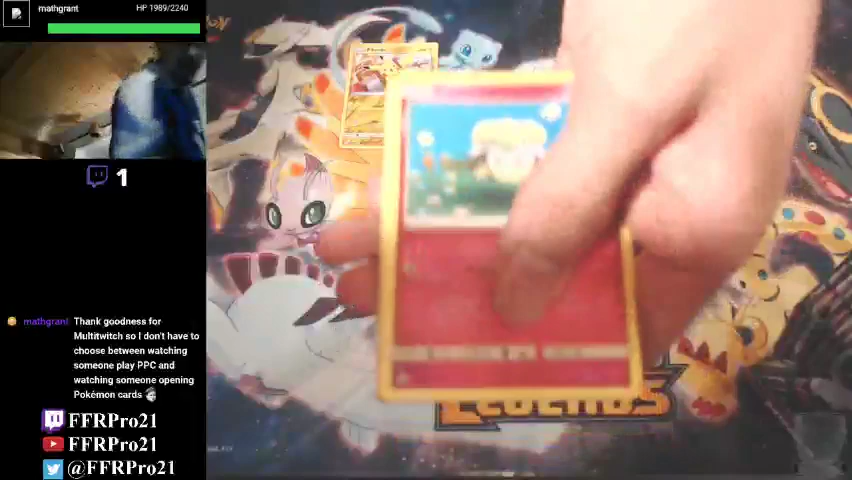 mathgrant
HP 1989/2240
1
mathgrant Thank goodness for
Multitwitch so I don't have to
choose between watching
someone play PPC and
watching someone opening
Pokémon cards
FFRPro21
FFRPro21
@FFRPro21
LEGENDS